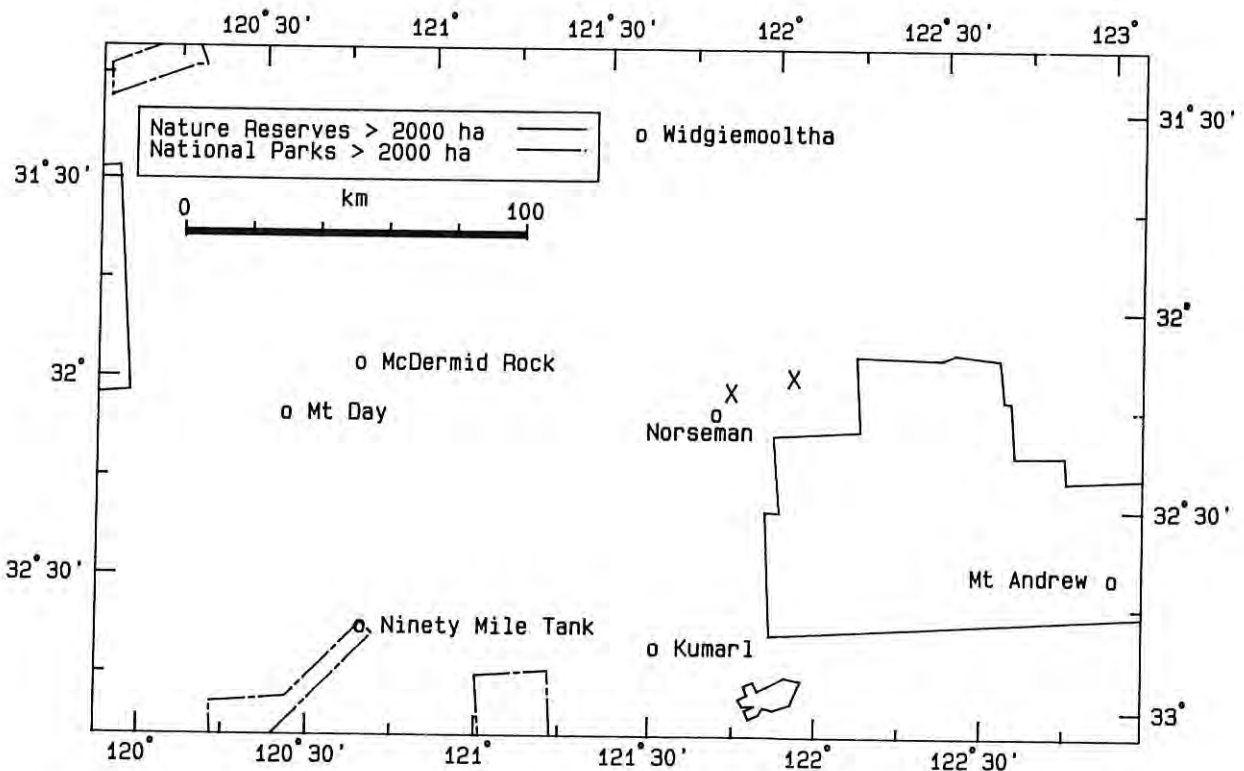 120° 30' 121° 121° 30' 122° 122° 30' 123°
Nature Reserves > 2000 ha
National Parks > 2000 ha
o Widgiemooltha
31° 30'
31° 30'
km
0 100
32°
o McDermid Rock
32°
X X
o Mt Day
o
Norseman
32° 30'
32° 30'
Mt Andrew o
o Ninety Mile Tank
o Kumarl
33°
120° 120° 30' 121° 121° 30' 122° 122° 30'